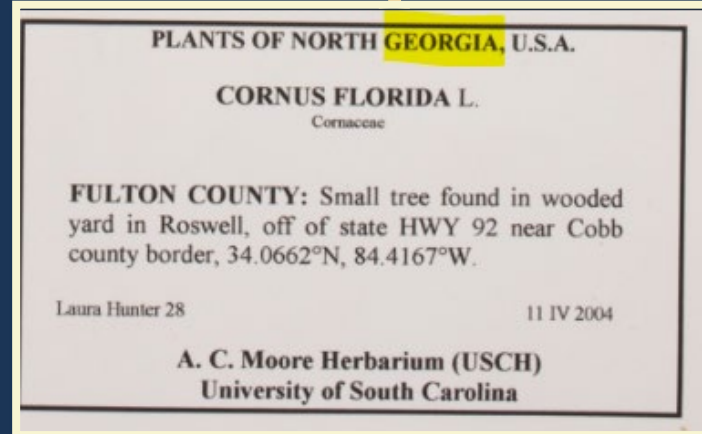 PLANTS OF NORTH GEORGIA, U.S.A.
CORNUS FLORIDA L.
Cornaceae
FULTON COUNTY: Small tree found in wooded
yard in Roswell, off of state HWY 92 near Cobb
county border, 34.0662°N, 84.4167°W.
Laura Hunter 28
11 IV 2004
A. C. Moore Herbarium (USCH)
University of South Carolina